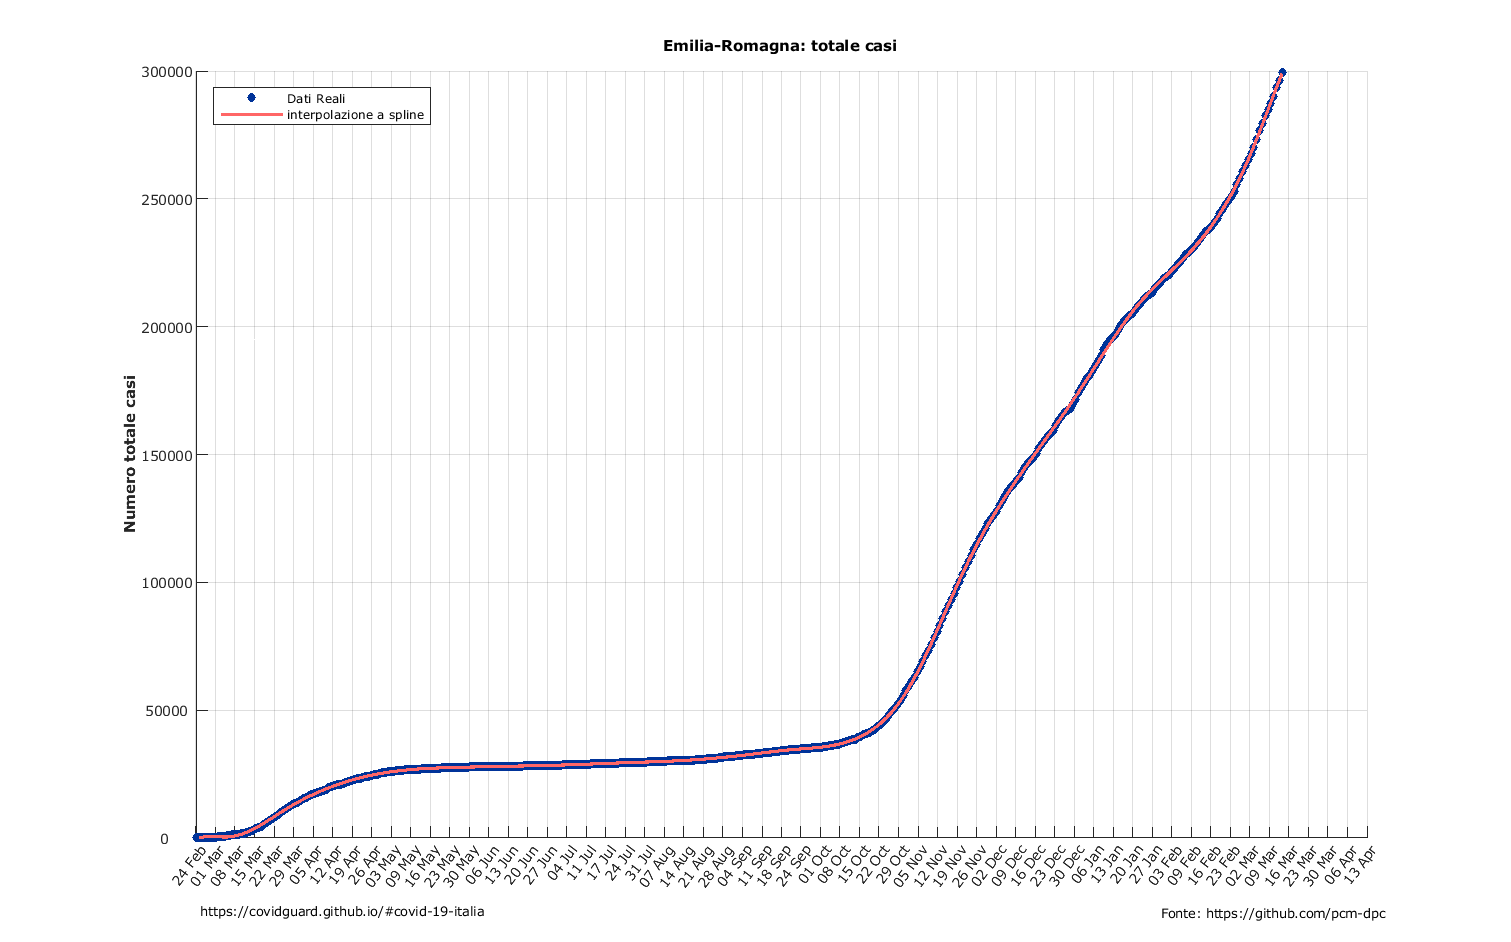 Emilia-Romagna: totale casi
300000
250000
200000
150000
100000
50000
0
Numero totale casi
Dati Reali
interpolazione a spline
24 Feb
01 Mar
08 Mar
15 Mar
22 Mar
29 Mar
05 Apr
12 Apr
19 Apr
26 Apr
03 May
09 May
16 May
23 May
30 May
06 Jun
13 Jun
20 Jun
27 Jun
04 Jul
11 Jul
17 Jul
24 Jul
31 Jul
07 Aug
14 Aug
21 Aug
28 Aug
04 Sep
11 Sep
18 Sep
24 Sep
01 Oct
08 Oct
15 Oct
22 Oct
29 Oct
05 Nov
12 Nov
19 Nov
26 Nov
02 Dec
09 Dec
16 Dec
23 Dec
30 Dec
06 Jan
13 Jan
20 Jan
27 Jan
03 Feb
09 Feb
16 Feb
23 Feb
02 Mar
09 Mar
16 Mar
23 Mar
30 Mar
06 Apr
13 Apr
https://covidguard.github.io/#covid-19-italia
Fonte: https://github.com/pcm-dpc